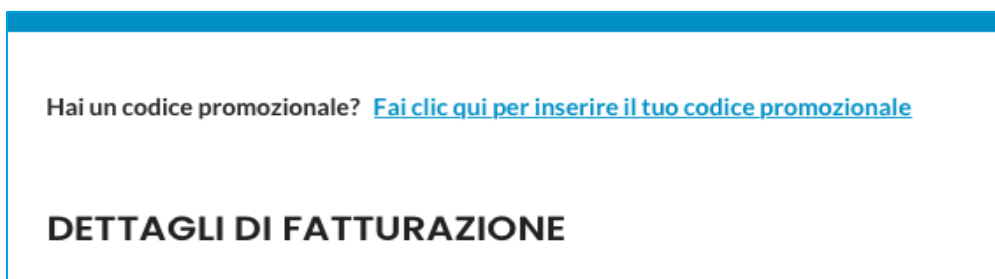 Hai un codice promozionale? Fai clic qui per inserire il tuo codice promozionale
DETTAGLI DI FATTURAZIONE